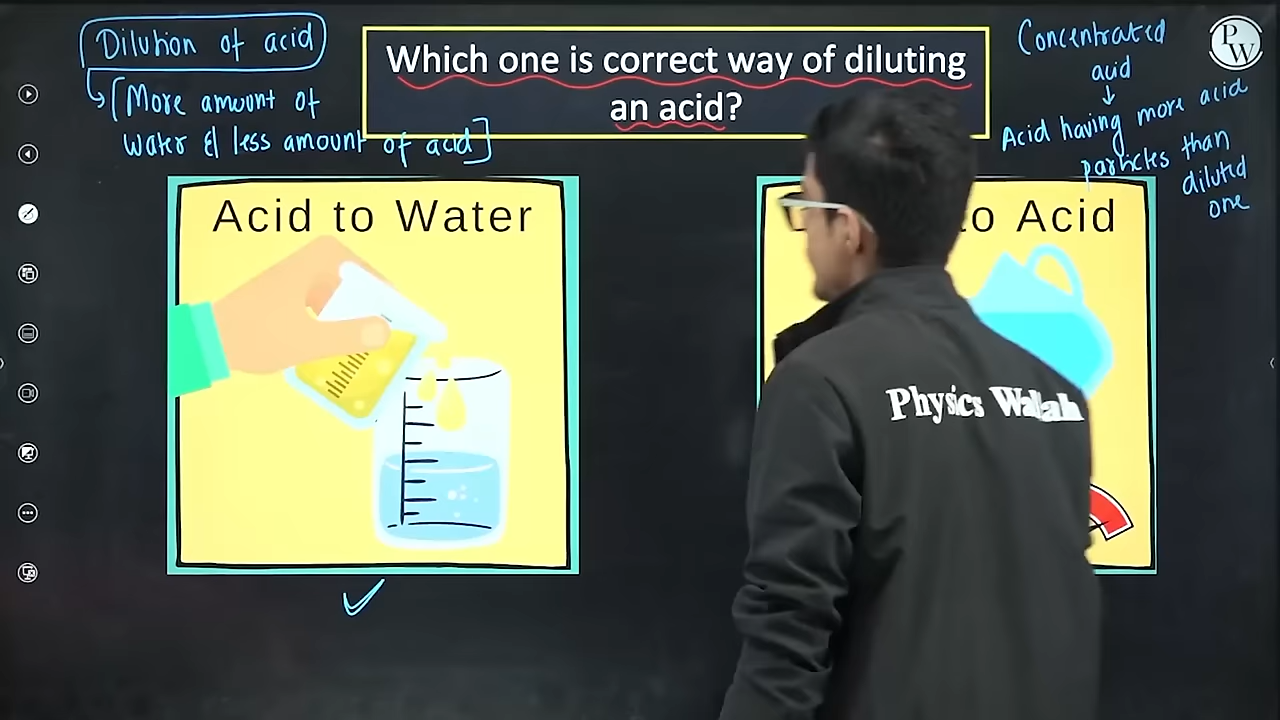 Dilution of acid
[More amount of
water & less amount of acid]
Which one is correct way of diluting
an acid?
Concentrated
acid
Acid having more acid
particles than
diluted
one
PW
Acid to Water
to Acid
Physics Wallah